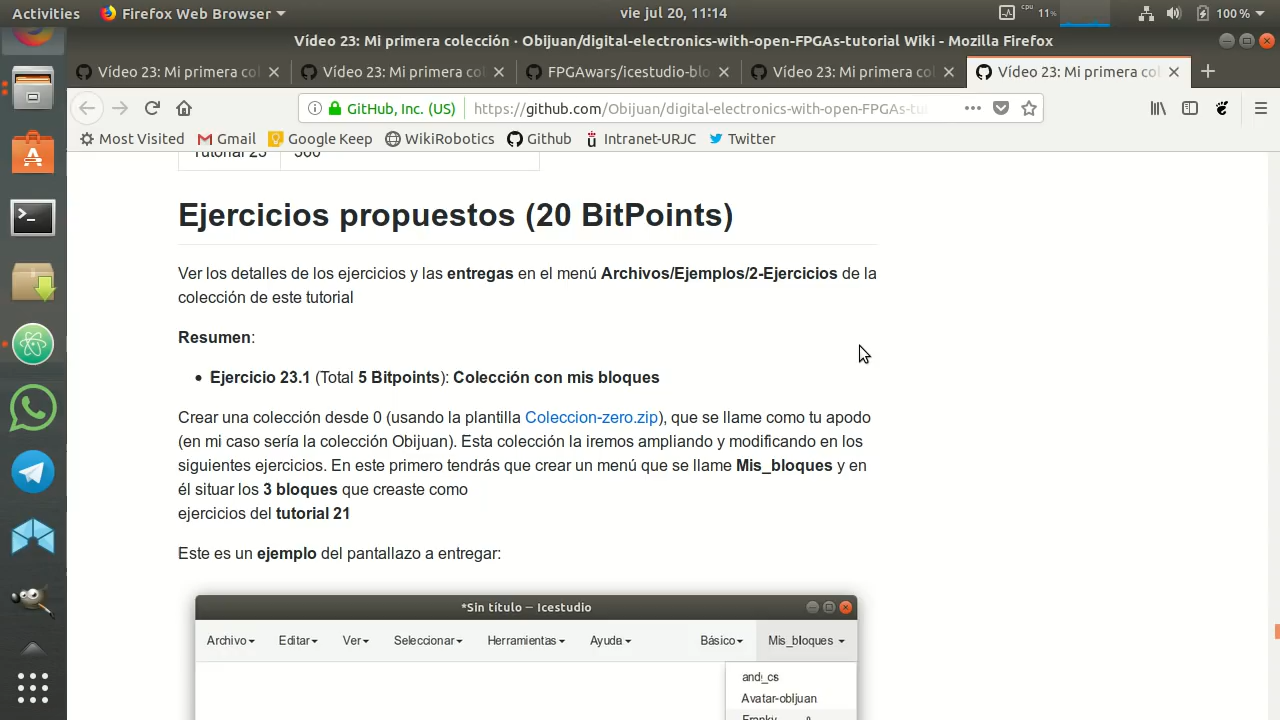 Activities
Firefox Web Browser
vie jul 20, 11:14
cpu
11%
100%
Vídeo 23: Mi primera colección · Obijuan/digital-electronics-with-open-FPGAs-tutorial Wiki - Mozilla Firefox
Vídeo 23: Mi primera co
Vídeo 23: Mi primera co
FPGAwars/icestudio-blo
Vídeo 23: Mi primera co
Vídeo 23: Mi primera co
GitHub, Inc. (US)
https://github.com/Obijuan/digital-electronics-with-open-FPGAs-tu
Most Visited
Gmail
Google Keep
WikiRobotics
Github
Intranet-URJC
Twitter
Tutorial 23
300
Ejercicios propuestos (20 BitPoints)
Ver los detalles de los ejercicios y las entregas en el menú Archivos/Ejemplos/2-Ejercicios de la
colección de este tutorial
Resumen:
• Ejercicio 23.1 (Total 5 Bitpoints): Colección con mis bloques
Crear una colección desde 0 (usando la plantilla Coleccion-zero.zip), que se llame como tu apodo
(en mi caso sería la colección Obijuan). Esta colección la iremos ampliando y modificando en los
siguientes ejercicios. En este primero tendrás que crear un menú que se llame Mis_bloques y en
él situar los 3 bloques que creaste como
ejercicios del tutorial 21
Este es un ejemplo del pantallazo a entregar:
*Sin titulo – Icestudio
Archivo
Editar
Ver
Seleccionar
Herramientas
Ayuda
Básico
Mis_bloques
Avatar-obijuan